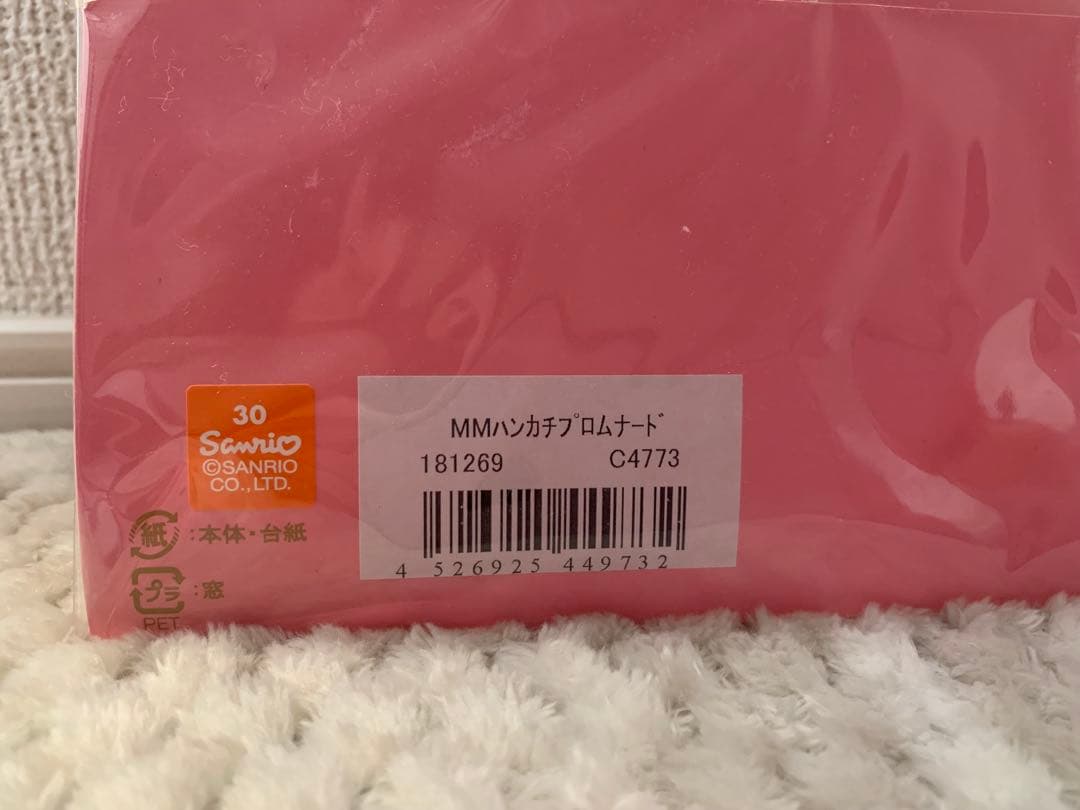 30
Sanrio
©SANRIO
CO.,LTD.
紙:本体・台紙
プラ:窓
PET
MMハンカチプロムナード
181269 C4773
4 526925 449732